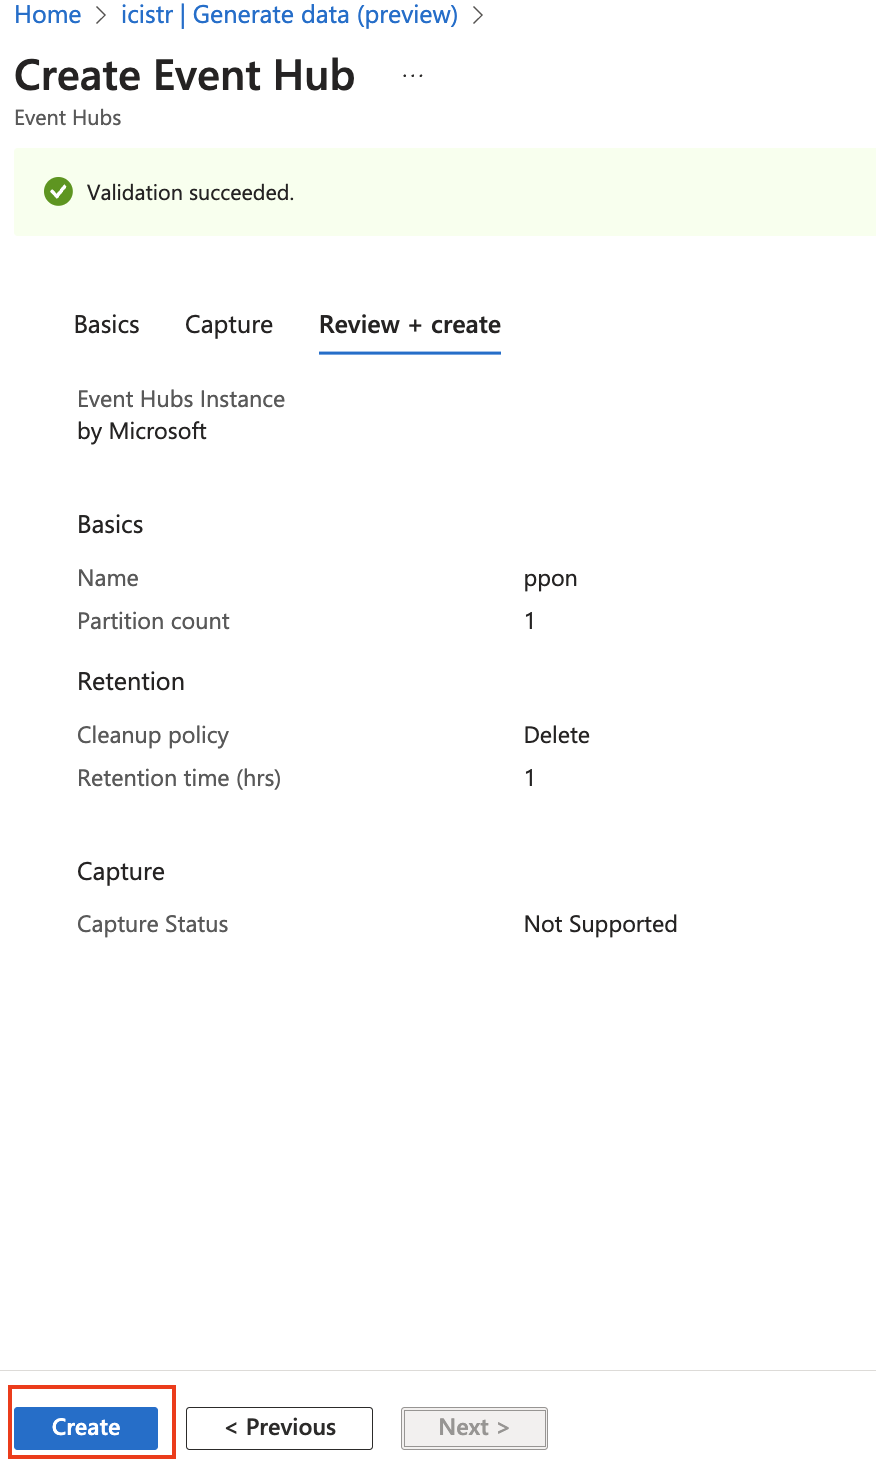 Home > icistr | Generate data (preview) >
Create Event Hub ...
Event Hubs
Validation succeeded.
Basics Capture Review + create
Event Hubs Instance
by Microsoft
Basics
Name ppon
Partition count 1
Retention
Cleanup policy Delete
Retention time (hrs) 1
Capture
Capture Status Not Supported
Create < Previous Next >